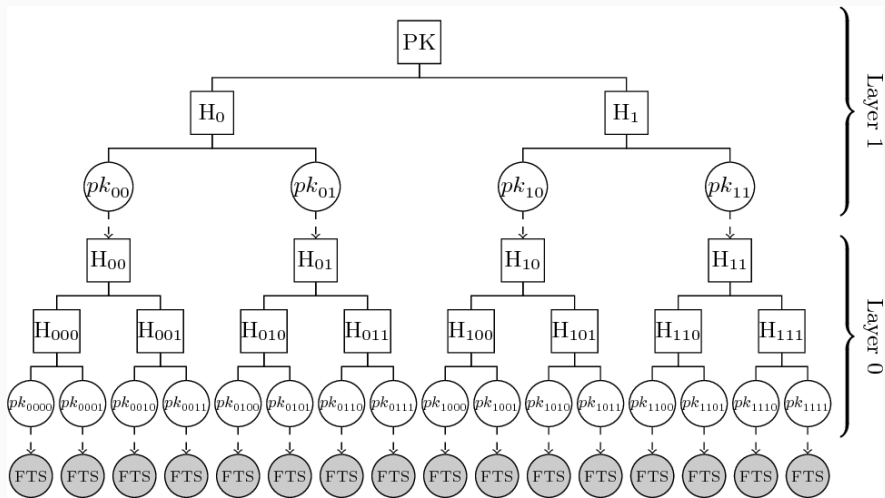 PK
Layer 1
H₀ H₁
pk₀₀ pk₀₁ pk₁₀ pk₁₁
H₀₀ H₀₁ H₁₀ H₁₁
Layer 0
H₀₀₀ H₀₀₁ H₀₁₀ H₀₁₁ H₁₀₀ H₁₀₁ H₁₁₀ H₁₁₁
pk₀₀₀₀ pk₀₀₀₁ pk₀₀₁₀ pk₀₀₁₁ pk₀₁₀₀ pk₀₁₀₁ pk₀₁₁₀ pk₀₁₁₁ pk₁₀₀₀ pk₁₀₀₁ pk₁₀₁₀ pk₁₀₁₁ pk₁₁₀₀ pk₁₁₀₁ pk₁₁₁₀ pk₁₁₁₁
FTS FTS FTS FTS FTS FTS FTS FTS FTS FTS FTS FTS FTS FTS FTS FTS